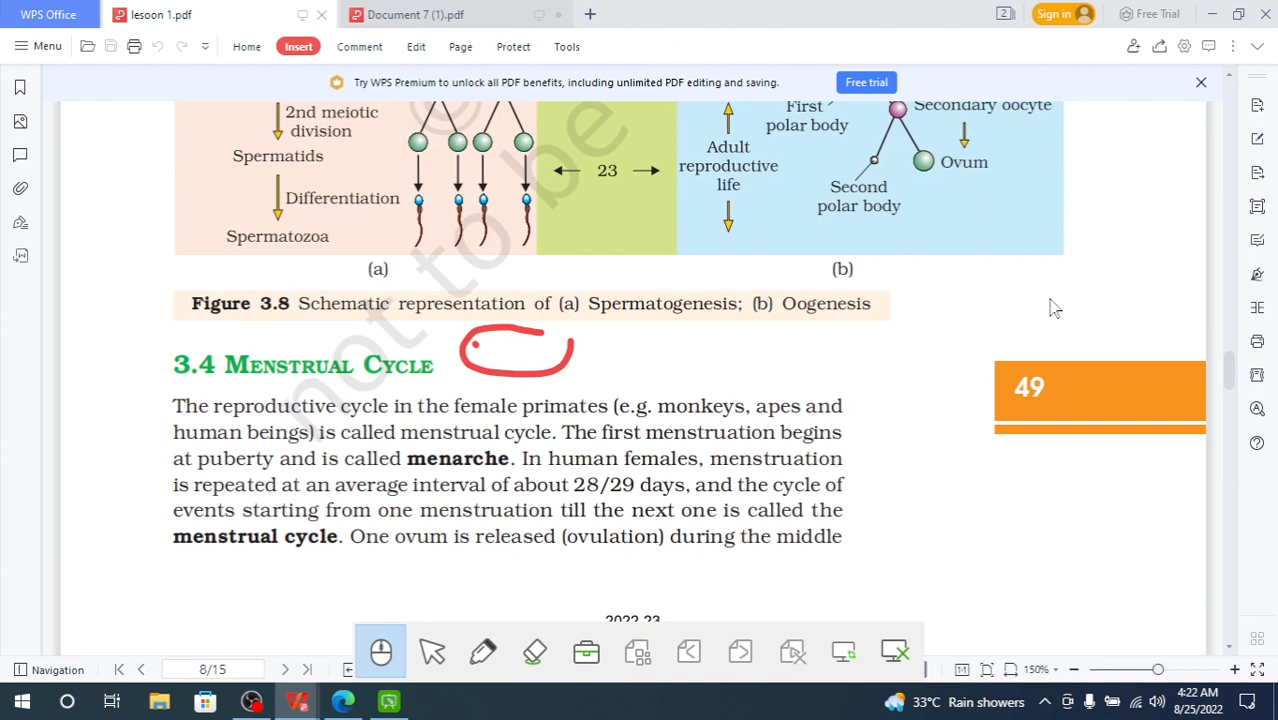 WPS Office
lesoon 1.pdf
Document 7 (1).pdf
2
Sign in
Free Trial
Menu
Home
Insert
Comment
Edit
Page
Protect
Tools
Try WPS Premium to unlock all PDF benefits, including unlimited PDF editing and saving.
Free trial
2nd meiotic
division
Spermatids
Differentiation
Spermatozoa
(a)
23
Adult
reproductive
life
First
polar body
Secondary oocyte
Ovum
Second
polar body
(b)
© not to be
Figure 3.8 Schematic representation of (a) Spermatogenesis; (b) Oogenesis
3.4 Menstrual Cycle
49
The reproductive cycle in the female primates (e.g. monkeys, apes and
human beings) is called menstrual cycle. The first menstruation begins
at puberty and is called menarche. In human females, menstruation
is repeated at an average interval of about 28/29 days, and the cycle of
events starting from one menstruation till the next one is called the
menstrual cycle. One ovum is released (ovulation) during the middle
2022-23
Navigation
8/15
150%
33°C Rain showers
4:22 AM
8/25/2022